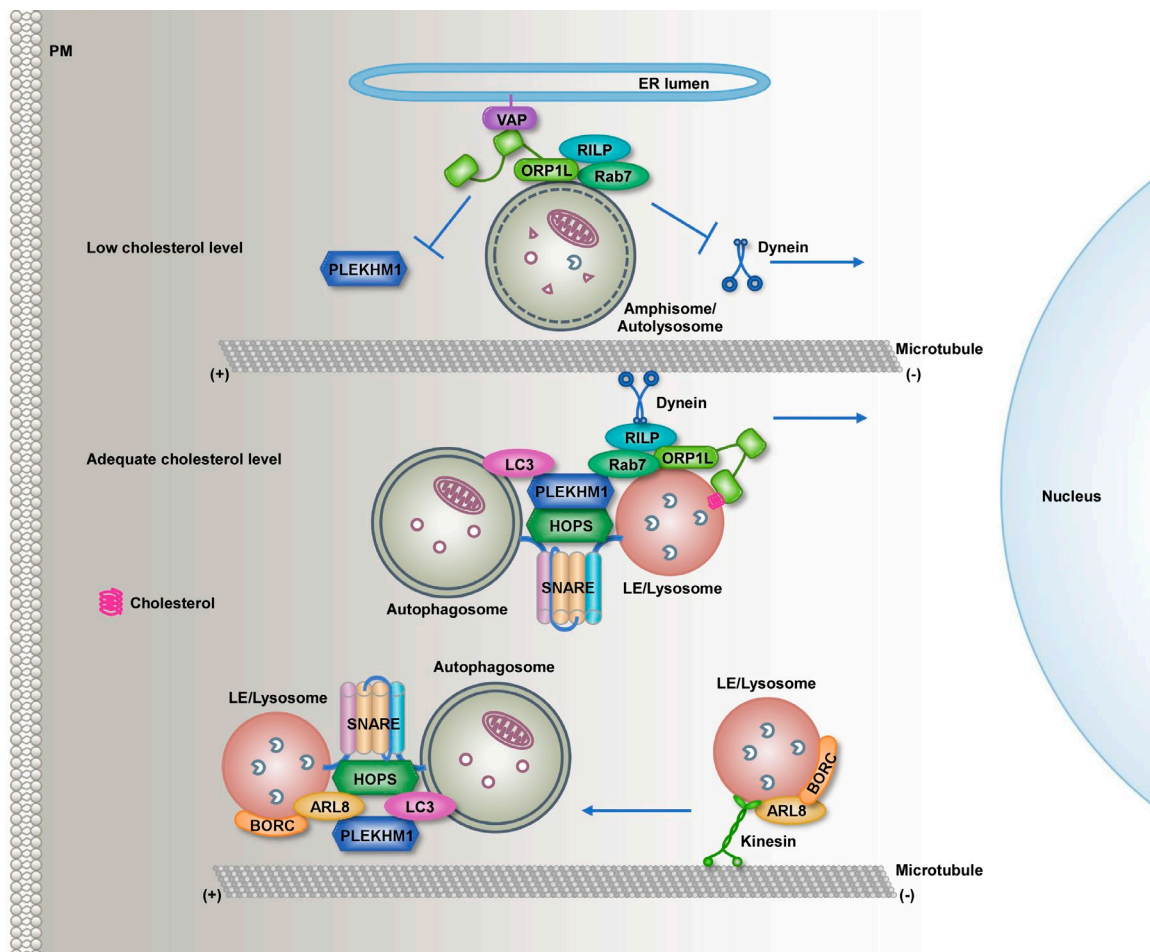 PM
ER lumen
VAP
RILP
ORP1L
Rab7
Low cholesterol level
PLEKHM1
Dynein
Amphisome/
Autolysosome
Microtubule
(+)
(-)
Dynein
RILP
Adequate cholesterol level
LC3
Rab7
ORP1L
PLEKHM1
Nucleus
HOPS
SNARE
LE/Lysosome
Cholesterol
Autophagosome
Autophagosome
LE/Lysosome
LE/Lysosome
SNARE
HOPS
BORC
ARL8
LC3
ARL8
BORC
PLEKHM1
Kinesin
Microtubule
(+)
(-)